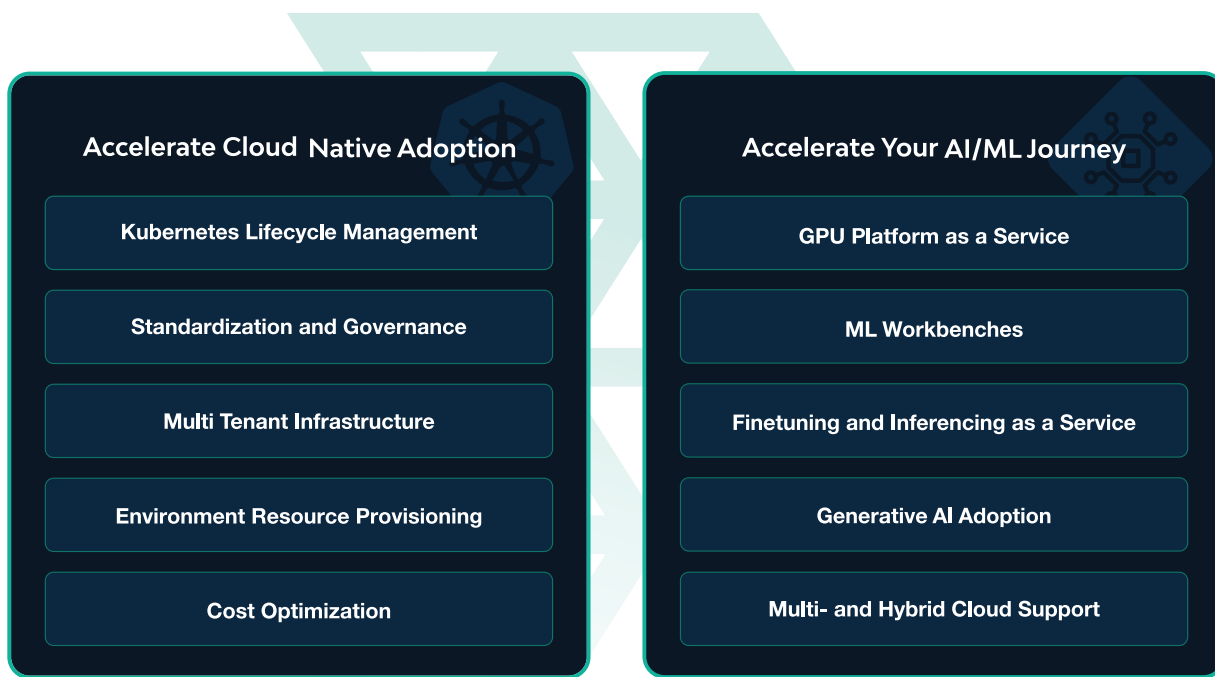 Accelerate Cloud Native Adoption
Kubernetes Lifecycle Management
Standardization and Governance
Multi Tenant Infrastructure
Environment Resource Provisioning
Cost Optimization
Accelerate Your AI/ML Journey
GPU Platform as a Service
ML Workbenches
Finetuning and Inferencing as a Service
Generative AI Adoption
Multi- and Hybrid Cloud Support